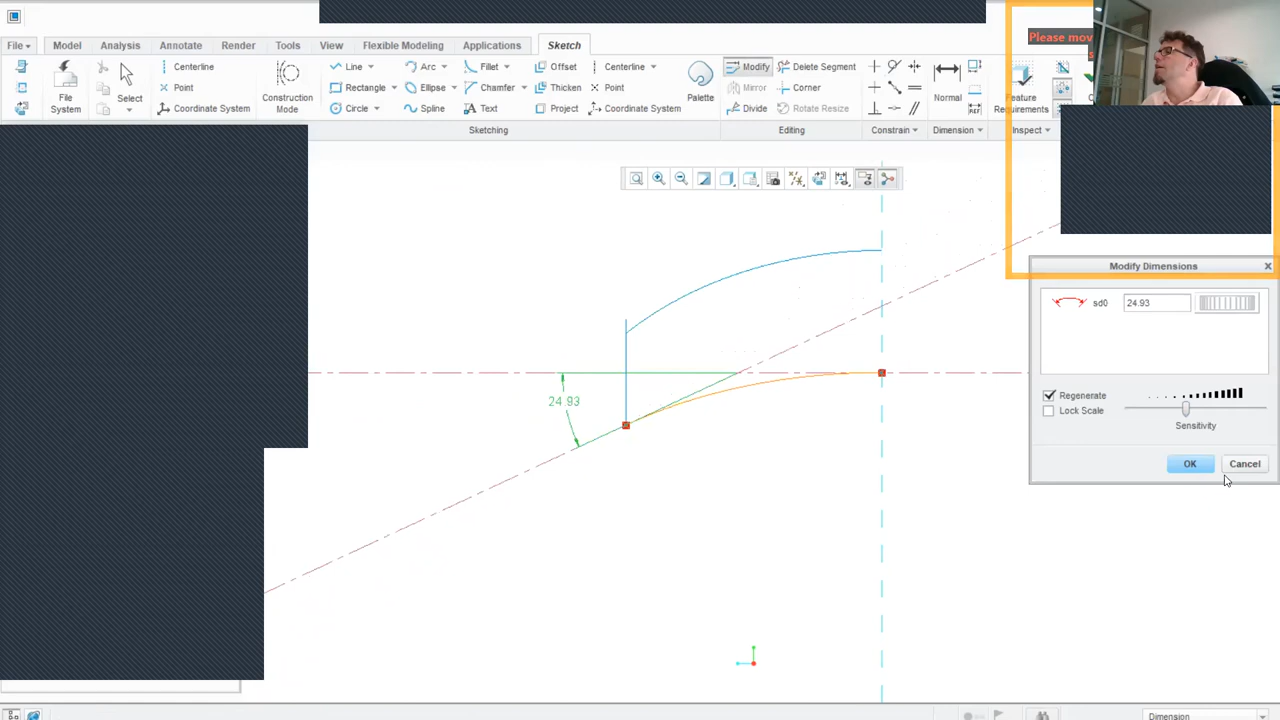 Please mov
File Model Analysis Annotate Render Tools View Flexible Modeling Applications Sketch
File System
Select
Centerline
Point
Coordinate System
Construction Mode
Line Arc Fillet Offset Centerline
Rectangle Ellipse Chamfer Thicken Point
Circle Spline Text Project Coordinate System
Palette
Modify Delete Segment
Mirror Corner
Divide Rotate Resize
Normal
Feature Requirements
Sketching Editing Constrain Dimension Inspect
Modify Dimensions
sd0 24.93
Regenerate
Lock Scale
Sensitivity
OK Cancel
24.93
Dimension